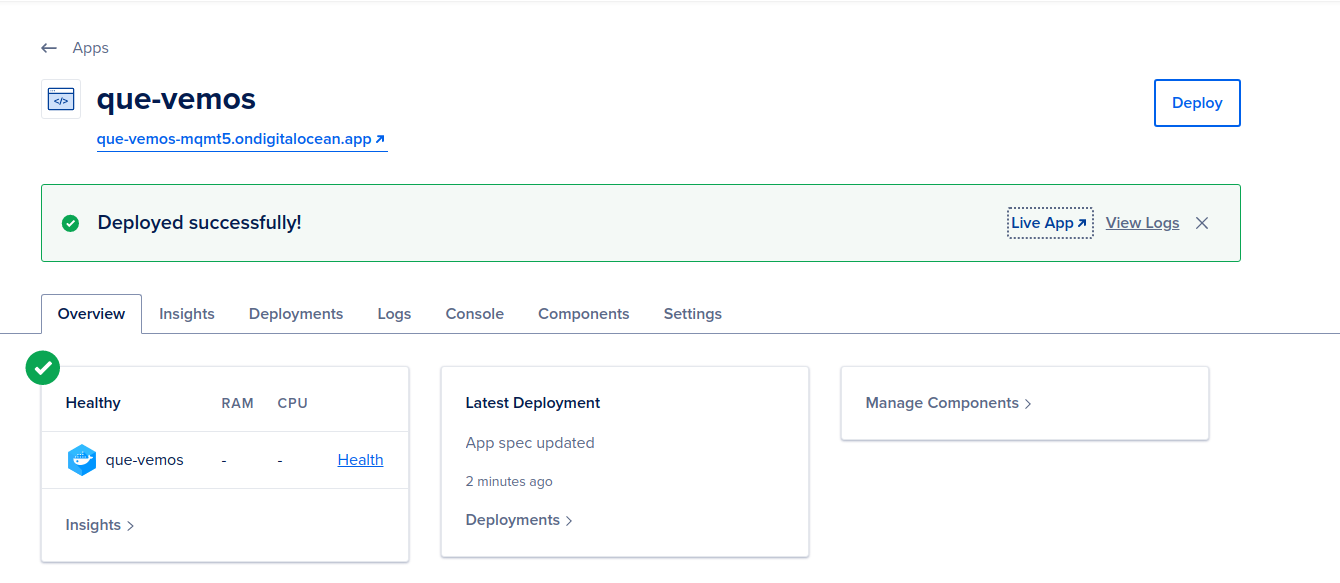 Apps
</>
que-vemos
Deploy
que-vemos-mqmt5.ondigitalocean.app
Deployed successfully!
Live App
View Logs
Overview
Insights
Deployments
Logs
Console
Components
Settings
Healthy
RAM
CPU
que-vemos
-
-
Health
Insights
Latest Deployment
App spec updated
2 minutes ago
Deployments
Manage Components